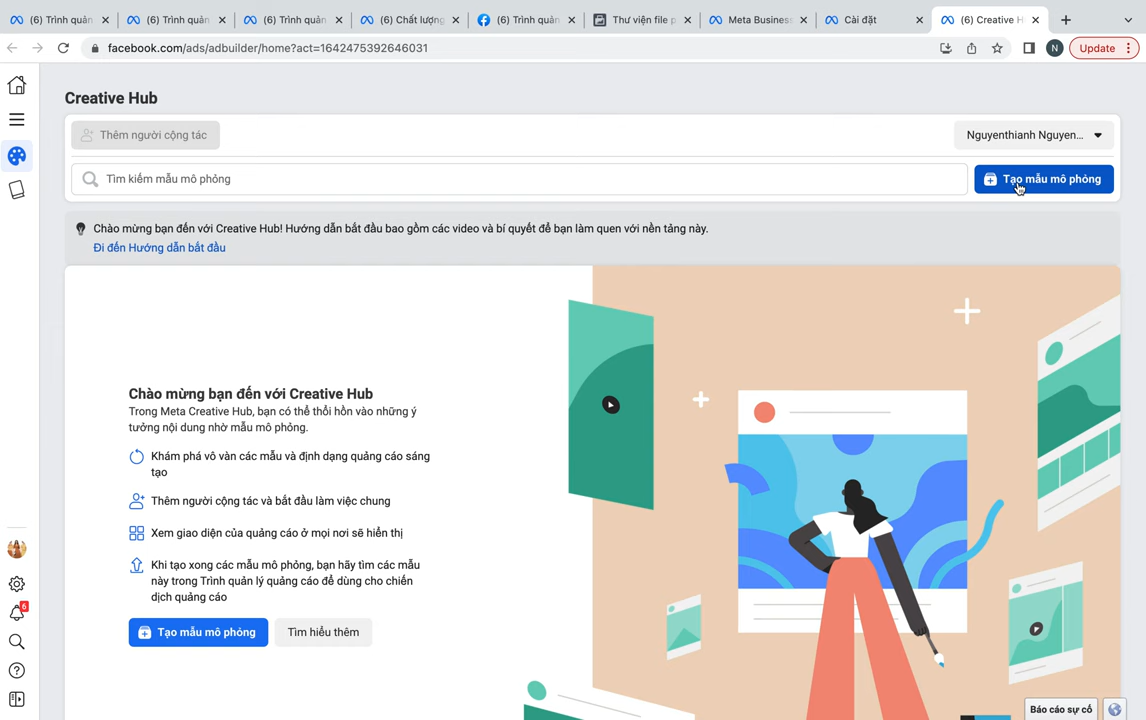 (6) Trình quản
(6) Trình quản
(6) Trình quản
(6) Chất lượng
(6) Trình quản
Thư viện file p
Meta Business
Cài đặt
(6) Creative H
facebook.com/ads/adbuilder/home?act=1642475392646031
N
Update
Creative Hub
Thêm người cộng tác
Nguyenthianh Nguyen...
Tìm kiếm mẫu mô phỏng
Tạo mẫu mô phỏng
Chào mừng bạn đến với Creative Hub! Hướng dẫn bắt đầu bao gồm các video và bí quyết để bạn làm quen với nền tảng này.
Đi đến Hướng dẫn bắt đầu
Chào mừng bạn đến với Creative Hub
Trong Meta Creative Hub, bạn có thể thổi hồn vào những ý
tưởng nội dung nhờ mẫu mô phỏng.
Khám phá vô vàn các mẫu và định dạng quảng cáo sáng
tạo
Thêm người cộng tác và bắt đầu làm việc chung
Xem giao diện của quảng cáo ở mọi nơi sẽ hiển thị
Khi tạo xong các mẫu mô phỏng, bạn hãy tìm các mẫu
này trong Trình quản lý quảng cáo để dùng cho chiến
dịch quảng cáo
Tạo mẫu mô phỏng
Tìm hiểu thêm
6
Báo cáo sự cố